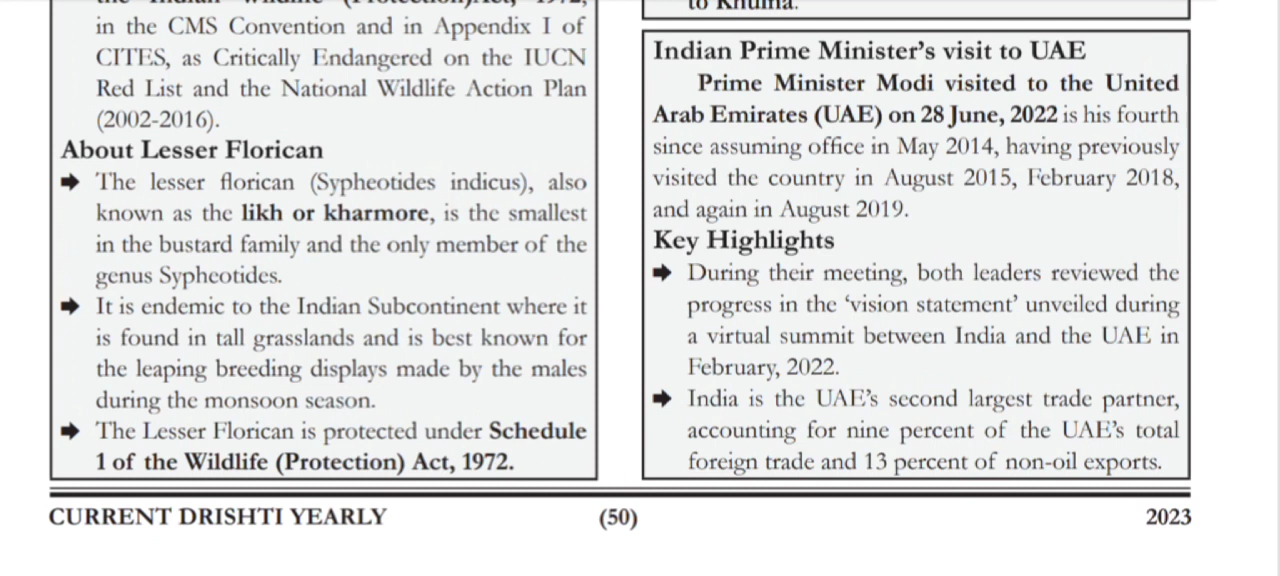 the Indian Wildlife (Protection)Act, 1972,
in the CMS Convention and in Appendix I of
CITES, as Critically Endangered on the IUCN
Red List and the National Wildlife Action Plan
(2002-2016).
About Lesser Florican
➡ The lesser florican (Sypheotides indicus), also
known as the likh or kharmore, is the smallest
in the bustard family and the only member of the
genus Sypheotides.
➡ It is endemic to the Indian Subcontinent where it
is found in tall grasslands and is best known for
the leaping breeding displays made by the males
during the monsoon season.
➡ The Lesser Florican is protected under Schedule
1 of the Wildlife (Protection) Act, 1972.
to Khuma.
Indian Prime Minister's visit to UAE
Prime Minister Modi visited to the United
Arab Emirates (UAE) on 28 June, 2022 is his fourth
since assuming office in May 2014, having previously
visited the country in August 2015, February 2018,
and again in August 2019.
Key Highlights
➡ During their meeting, both leaders reviewed the
progress in the 'vision statement' unveiled during
a virtual summit between India and the UAE in
February, 2022.
➡ India is the UAE's second largest trade partner,
accounting for nine percent of the UAE's total
foreign trade and 13 percent of non-oil exports.
CURRENT DRISHTI YEARLY (50) 2023